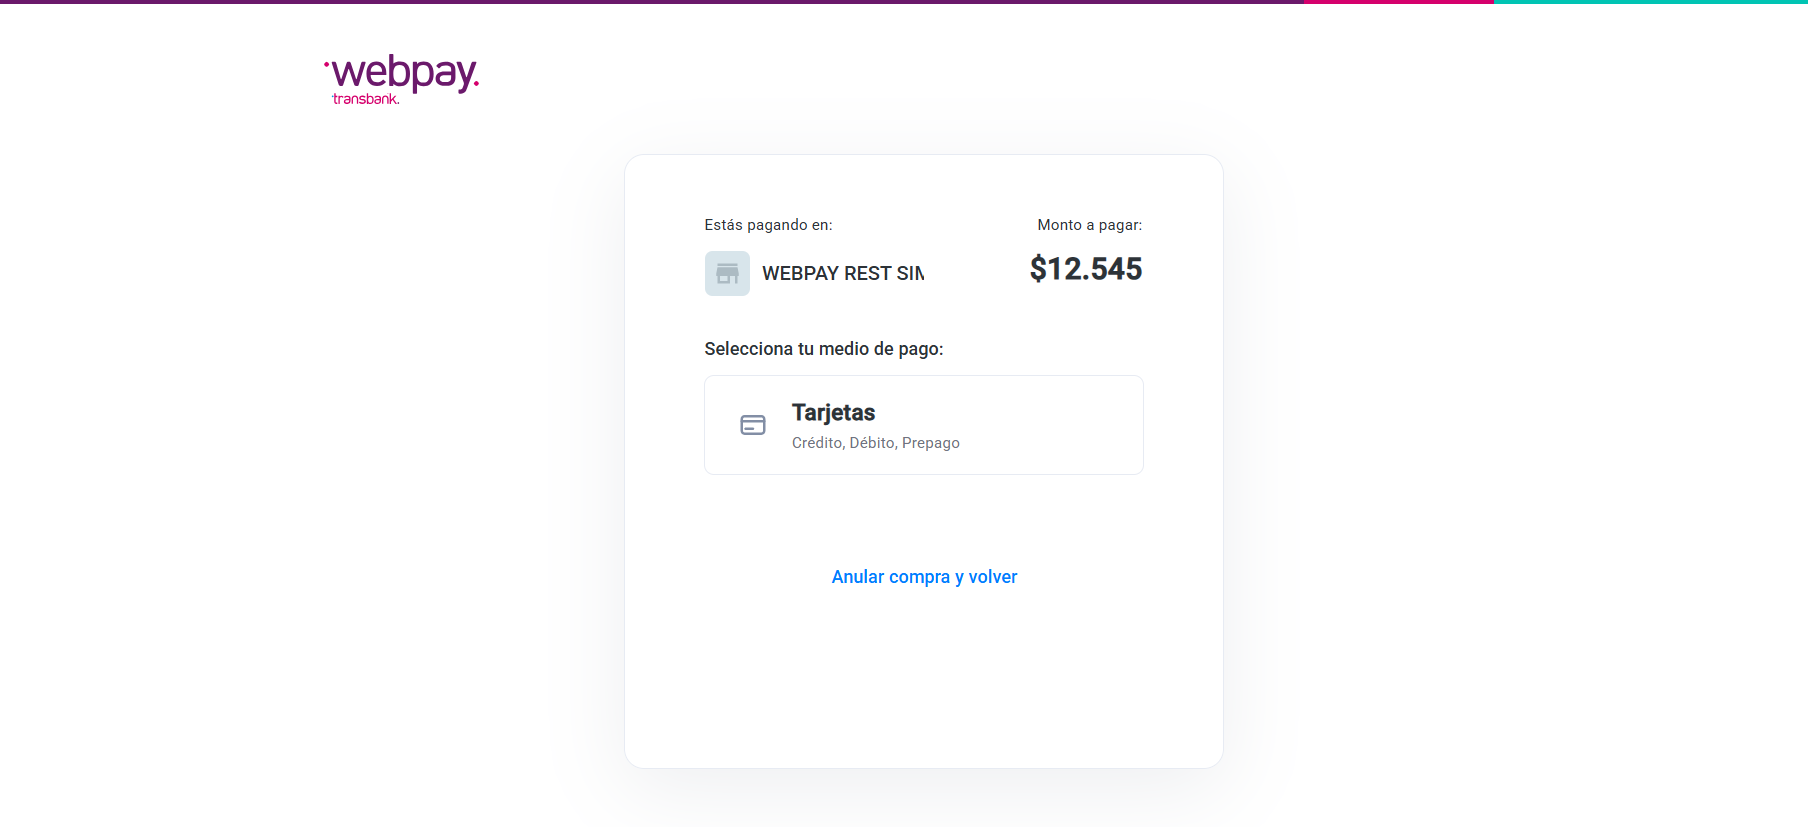 webpay.
transbank.
Estás pagando en:
Monto a pagar:
WEBPAY REST
$12.545
Selecciona tu medio de pago:
Tarjetas
Crédito, Débito, Prepago
Anular compra y volver